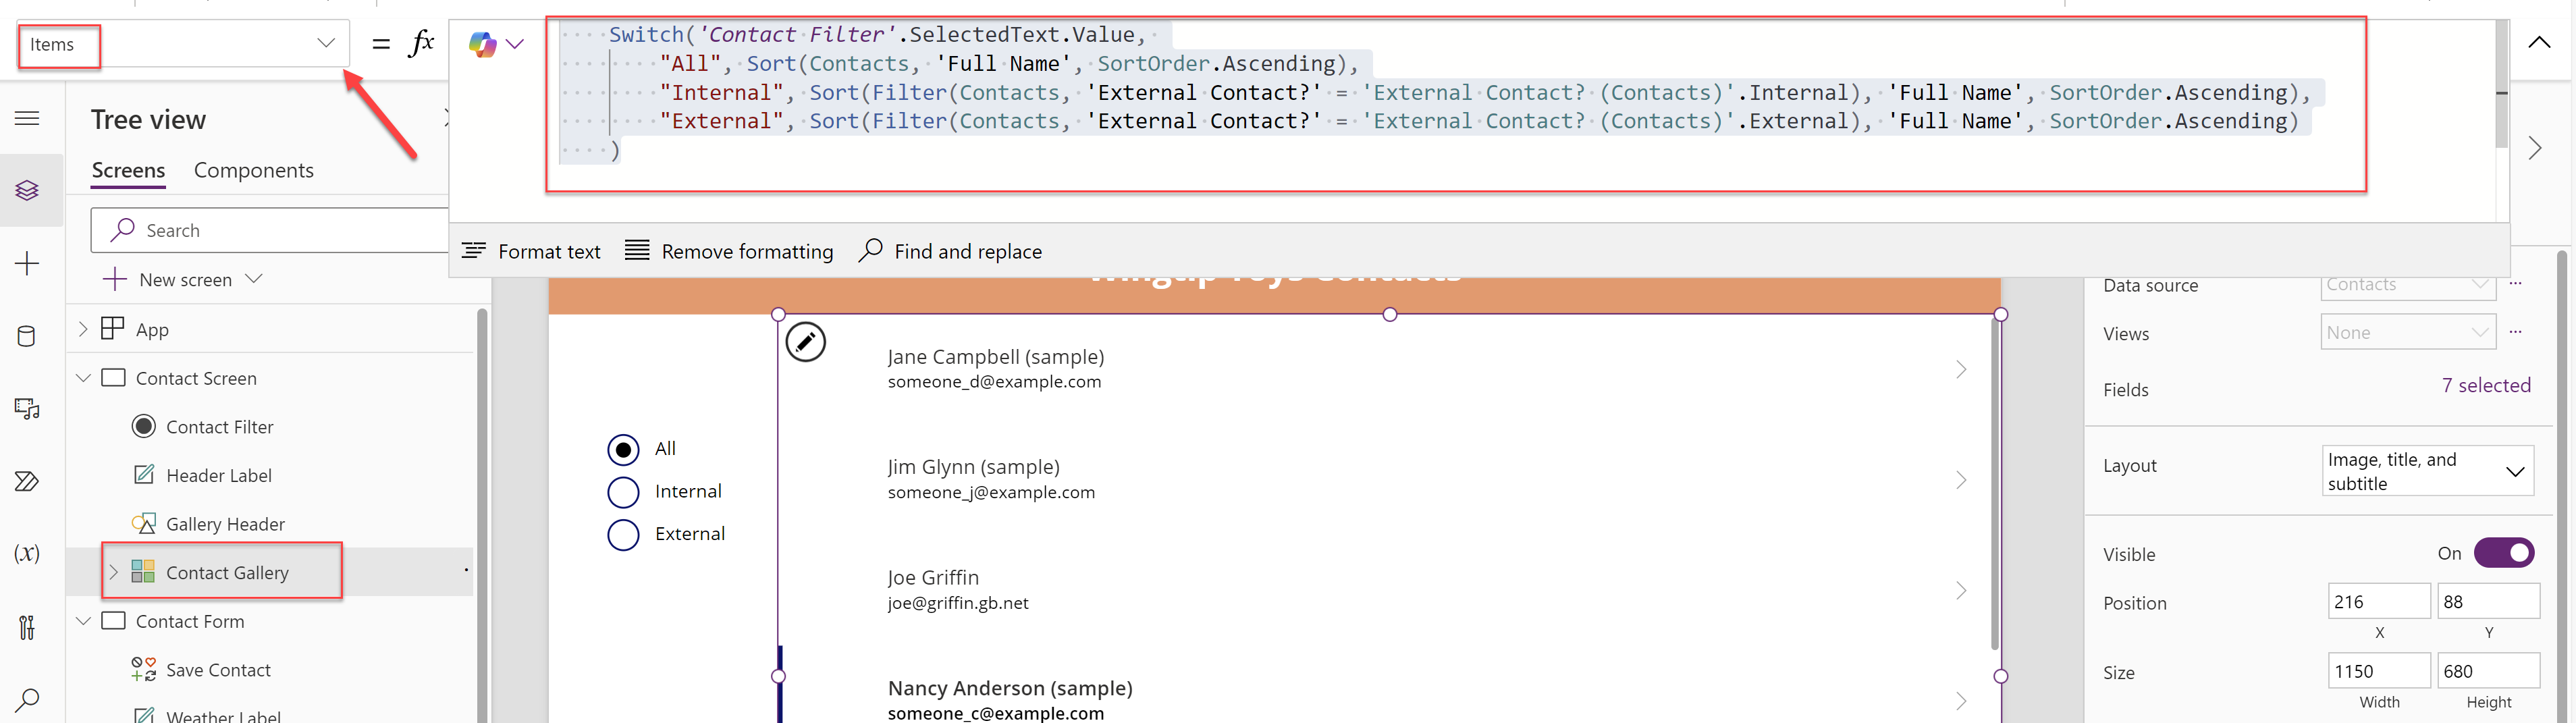 Items
= fx
Switch('Contact Filter'.SelectedText.Value,
"All", Sort(Contacts, 'Full Name', SortOrder.Ascending),
"Internal", Sort(Filter(Contacts, 'External Contact?' = 'External Contact? (Contacts)'.Internal), 'Full Name', SortOrder.Ascending),
"External", Sort(Filter(Contacts, 'External Contact?' = 'External Contact? (Contacts)'.External), 'Full Name', SortOrder.Ascending)
)
Format text
Remove formatting
Find and replace
Tree view
Screens
Components
Search
New screen
App
Contact Screen
Contact Filter
Header Label
Gallery Header
Contact Gallery
Contact Form
Save Contact
Weather Label
(x)
Wingtip Toys Contacts
All
Internal
External
Jane Campbell (sample)
someone_d@example.com
Jim Glynn (sample)
someone_j@example.com
Joe Griffin
joe@griffin.gb.net
Nancy Anderson (sample)
someone_c@example.com
Data source
Contacts
Views
None
Fields
7 selected
Layout
Image, title, and
subtitle
Visible
On
Position
216
88
X
Y
Size
1150
680
Width
Height